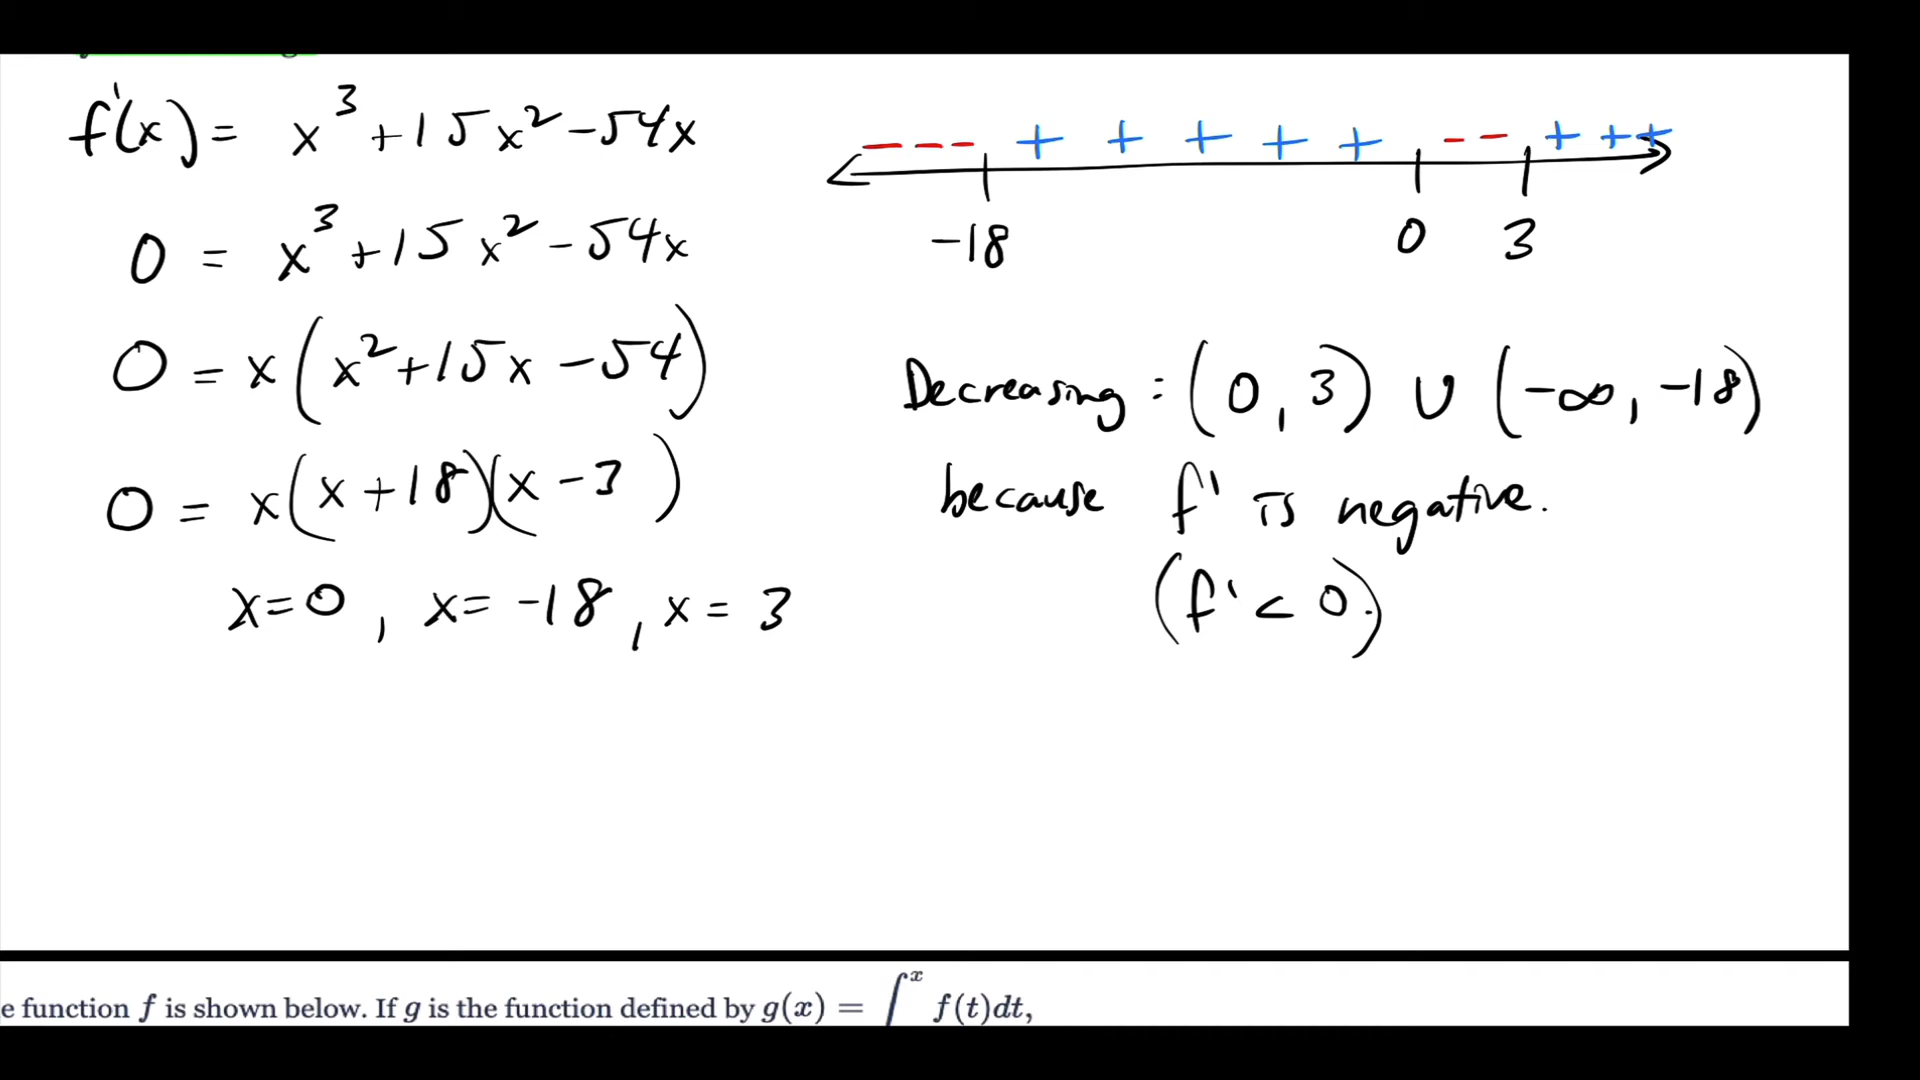 f'(x) = x³ + 15x² - 54x
0 = x³ + 15x² - 54x
0 = x(x² + 15x - 54)
0 = x(x + 18)(x - 3)
x = 0, x = -18, x = 3
- - - + + + + + - - + + +
-18 0 3
Decreasing : (0, 3) ∪ (-∞, -18)
because f' is negative.
(f' < 0.)
e function f is shown below. If g is the function defined by g(x) = ∫ˣ f(t)dt,